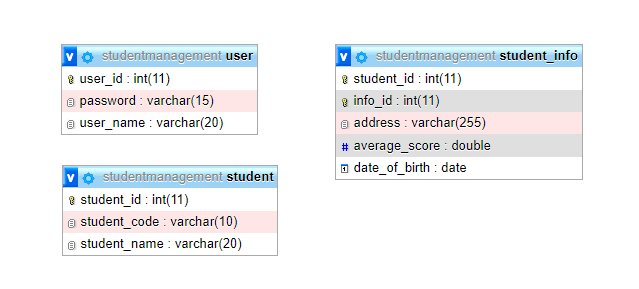 studentmanagement user
user_id : int(11)
password : varchar(15)
user_name : varchar(20)
studentmanagement student
student_id : int(11)
student_code : varchar(10)
student_name : varchar(20)
studentmanagement student_info
student_id : int(11)
info_id : int(11)
address : varchar(255)
# average_score : double
date_of_birth : date